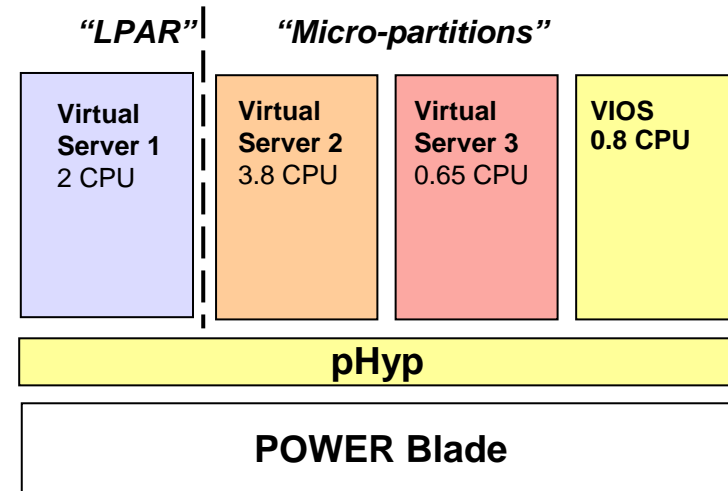 “LPAR”
“Micro-partitions”
Virtual
Server 1
2 CPU
Virtual
Server 2
3.8 CPU
Virtual
Server 3
0.65 CPU
VIOS
0.8 CPU
pHyp
POWER Blade